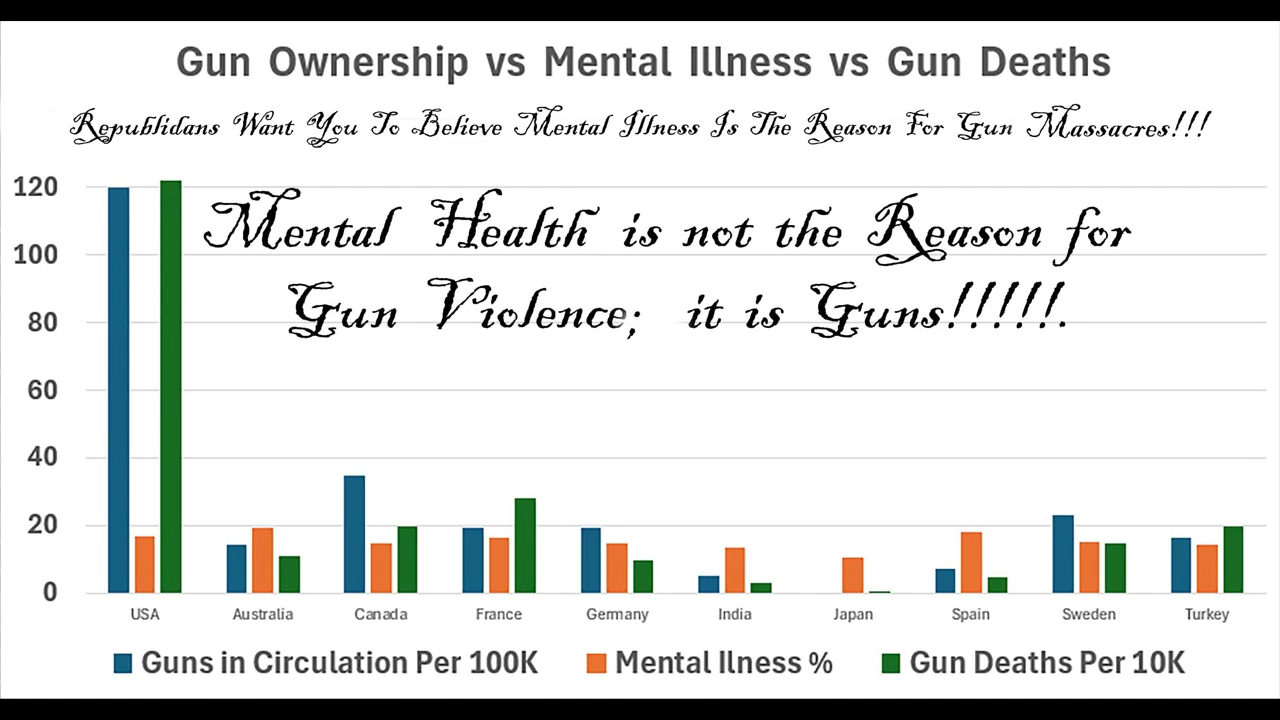 Gun Ownership vs Mental Illness vs Gun Deaths
Republidans Want You To Believe Mental Illness Is The Reason For Gun Massacres!!!
Mental Health is not the Reason for
Gun Violence; it is Guns!!!!!!.
120
100
80
60
40
20
0
USA Australia Canada France Germany India Japan Spain Sweden Turkey
Guns in Circulation Per 100K Mental Ilness % Gun Deaths Per 10K